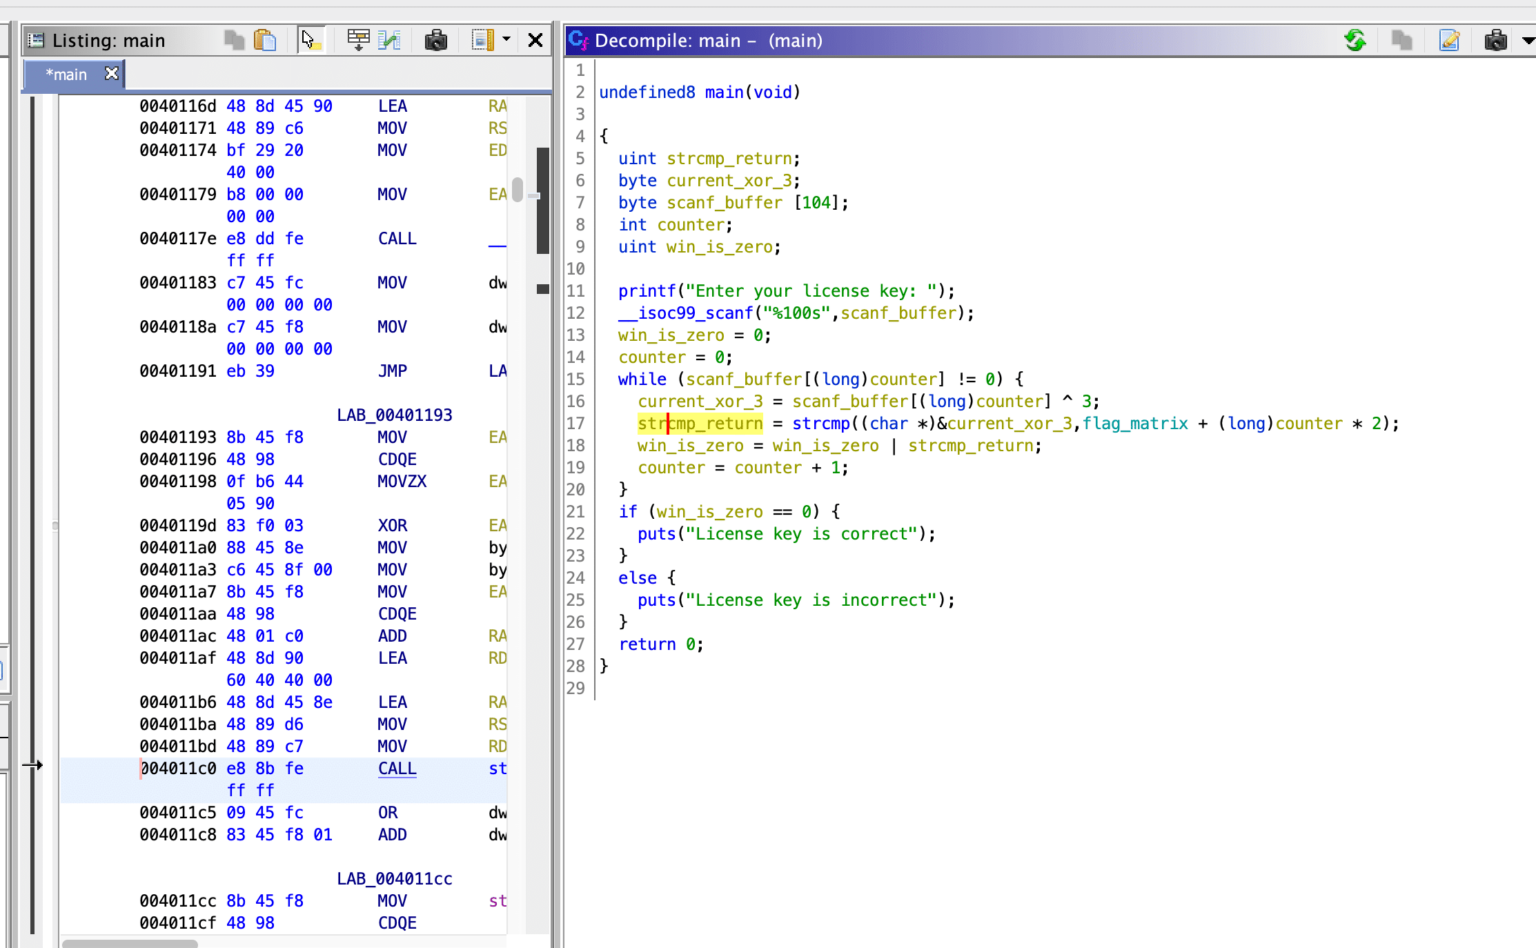 Listing: main
*main
0040116d 48 8d 45 90 LEA RA
00401171 48 89 c6 MOV RS
00401174 bf 29 20 MOV ED
40 00
00401179 b8 00 00 MOV EA
00 00
0040117e e8 dd fe CALL __
ff ff
00401183 c7 45 fc MOV dw
00 00 00 00
0040118a c7 45 f8 MOV dw
00 00 00 00
00401191 eb 39 JMP LA
LAB_00401193
00401193 8b 45 f8 MOV EA
00401196 48 98 CDQE
00401198 0f b6 44 MOVZX EA
05 90
0040119d 83 f0 03 XOR EA
004011a0 88 45 8e MOV by
004011a3 c6 45 8f 00 MOV by
004011a7 8b 45 f8 MOV EA
004011aa 48 98 CDQE
004011ac 48 01 c0 ADD RA
004011af 48 8d 90 LEA RD
60 40 40 00
004011b6 48 8d 45 8e LEA RA
004011ba 48 89 d6 MOV RS
004011bd 48 89 c7 MOV RD
004011c0 e8 8b fe CALL st
ff ff
004011c5 09 45 fc OR dw
004011c8 83 45 f8 01 ADD dw
LAB_004011cc
004011cc 8b 45 f8 MOV st
004011cf 48 98 CDQE
Decompile: main - (main)
1
2 undefined8 main(void)
3
4 {
5 uint strcmp_return;
6 byte current_xor_3;
7 byte scanf_buffer [104];
8 int counter;
9 uint win_is_zero;
10
11 printf("Enter your license key: ");
12 __isoc99_scanf("%100s",scanf_buffer);
13 win_is_zero = 0;
14 counter = 0;
15 while (scanf_buffer[(long)counter] != 0) {
16 current_xor_3 = scanf_buffer[(long)counter] ^ 3;
17 strcmp_return = strcmp((char *)&current_xor_3,flag_matrix + (long)counter * 2);
18 win_is_zero = win_is_zero | strcmp_return;
19 counter = counter + 1;
20 }
21 if (win_is_zero == 0) {
22 puts("License key is correct");
23 }
24 else {
25 puts("License key is incorrect");
26 }
27 return 0;
28 }
29